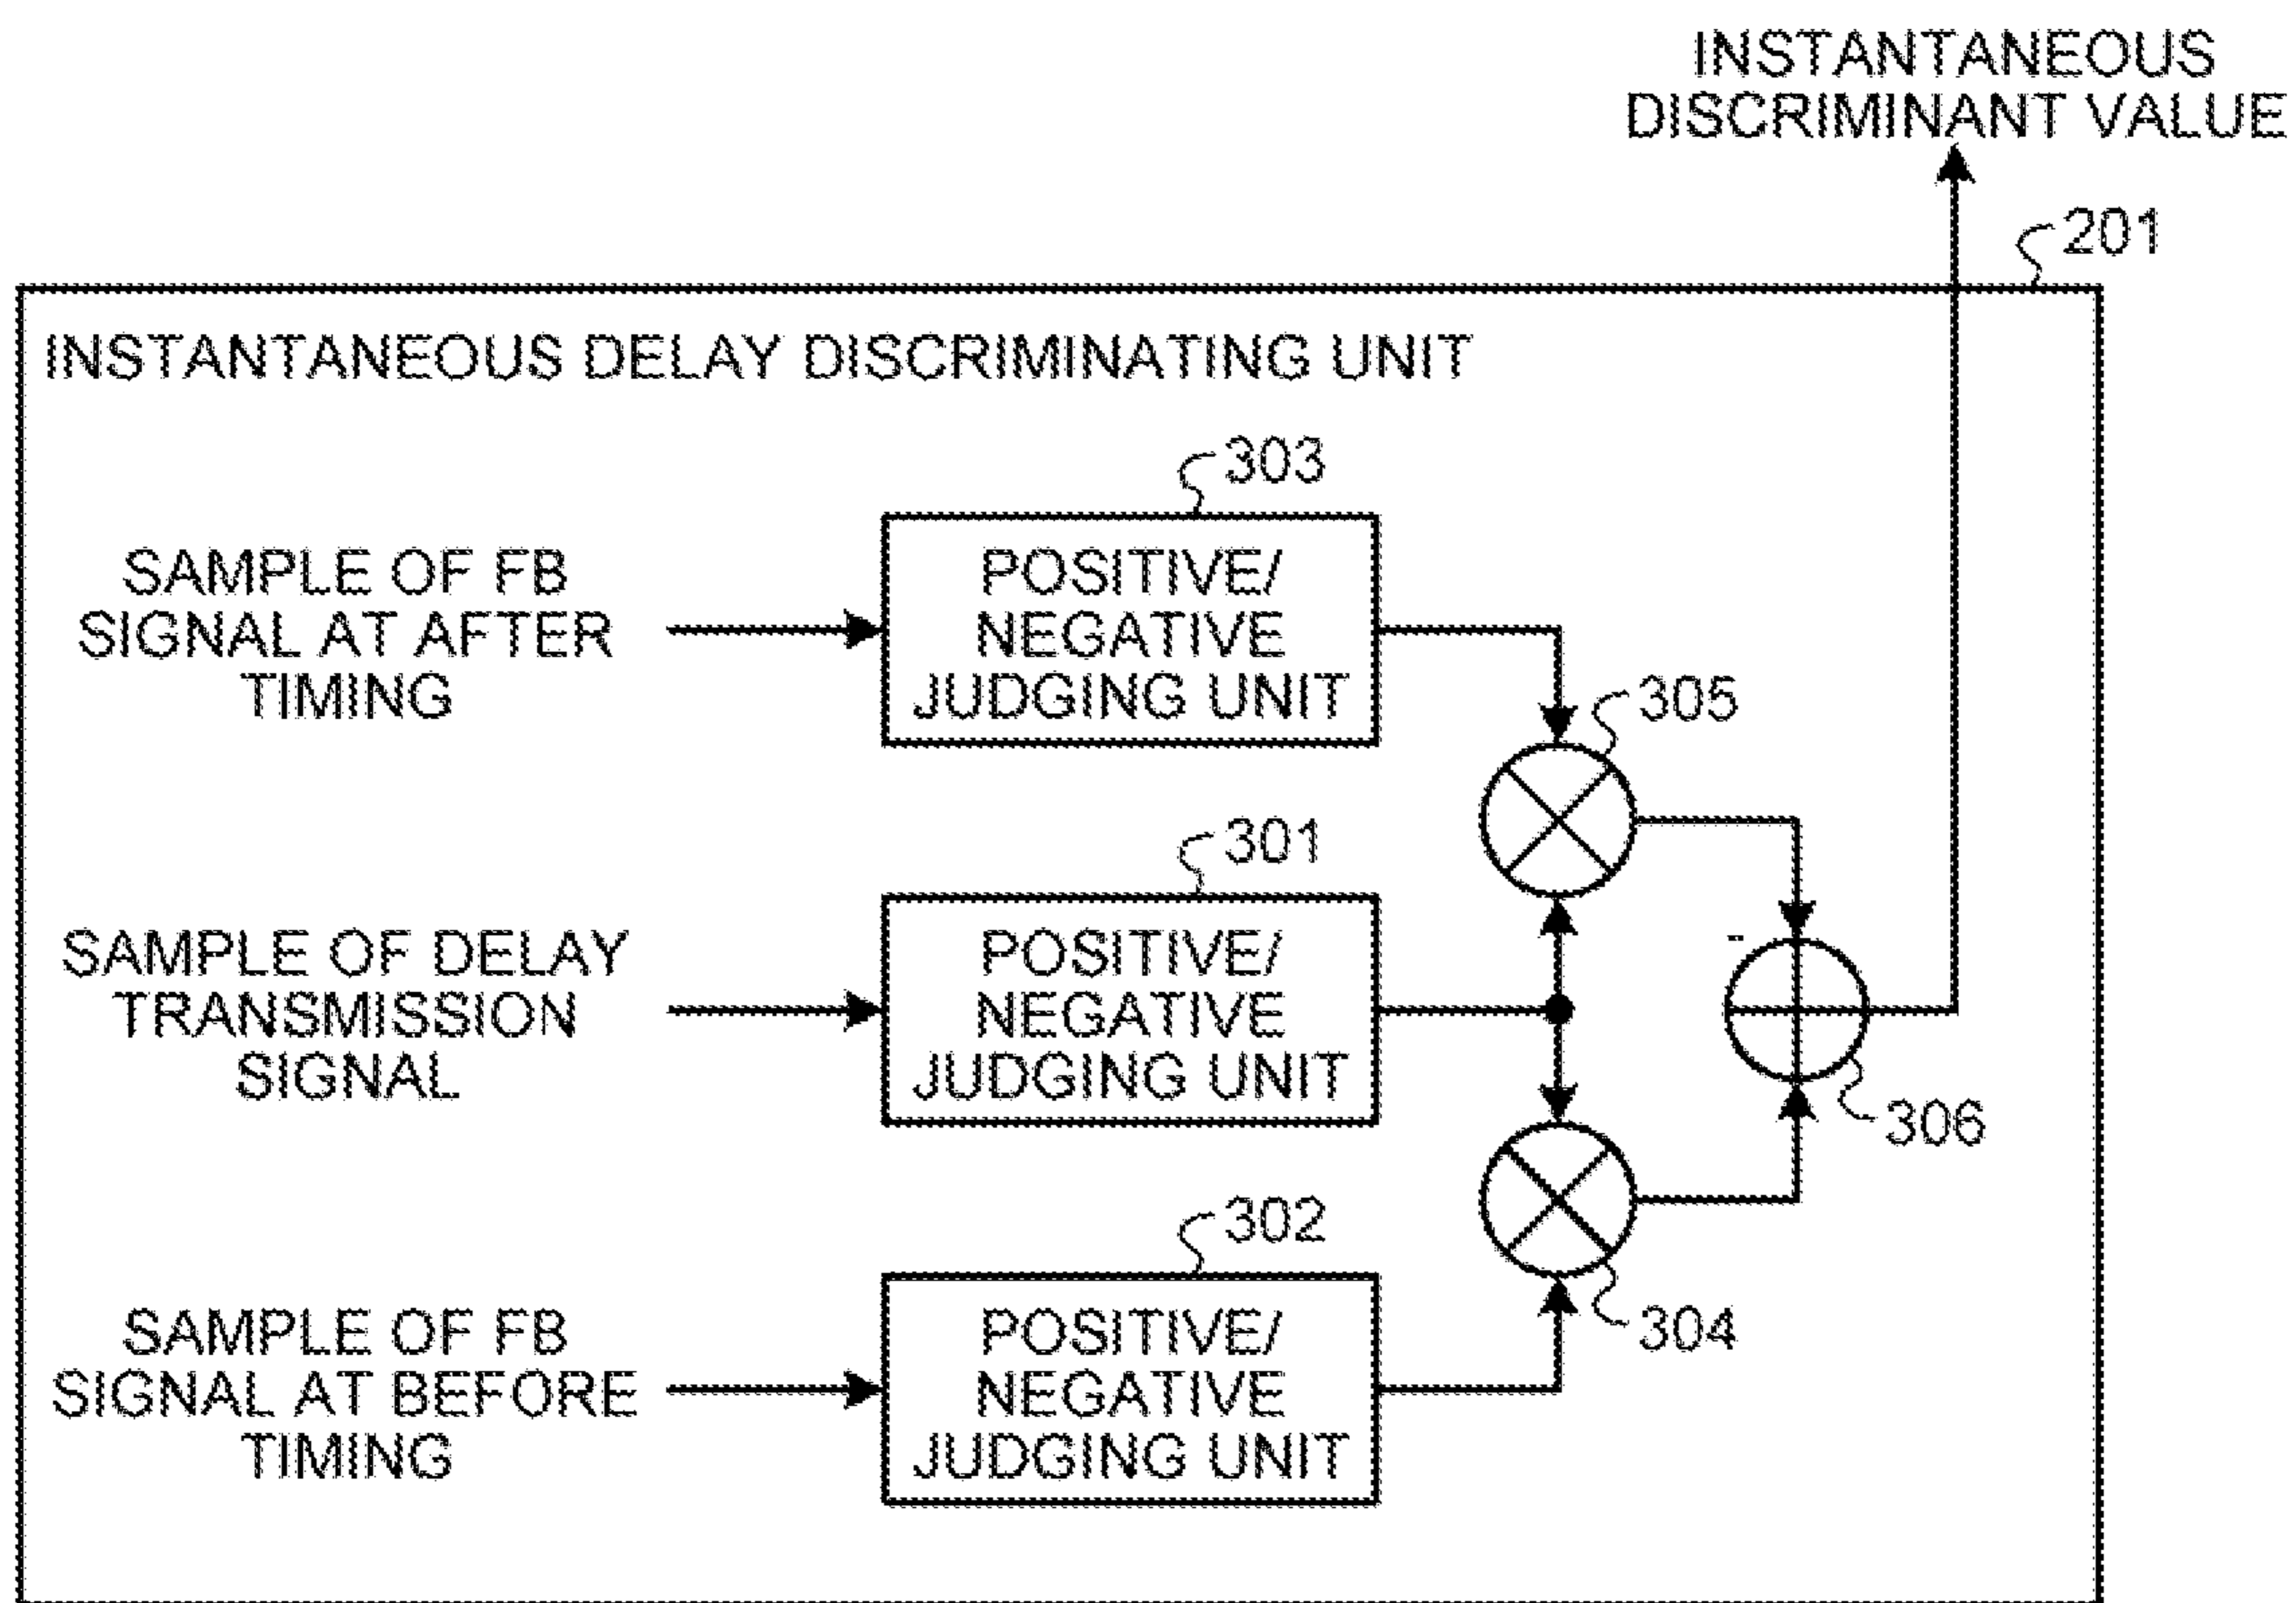 INSTANTANEOUS
DISCRIMINANT VALUE
201
INSTANTANEOUS DELAY DISCRIMINATING UNIT
303
SAMPLE OF FB
SIGNAL AT AFTER
TIMING
POSITIVE/
NEGATIVE
JUDGING UNIT
305
301
SAMPLE OF DELAY
TRANSMISSION
SIGNAL
POSITIVE/
NEGATIVE
JUDGING UNIT
-
306
302
SAMPLE OF FB
SIGNAL AT BEFORE
TIMING
POSITIVE/
NEGATIVE
JUDGING UNIT
304